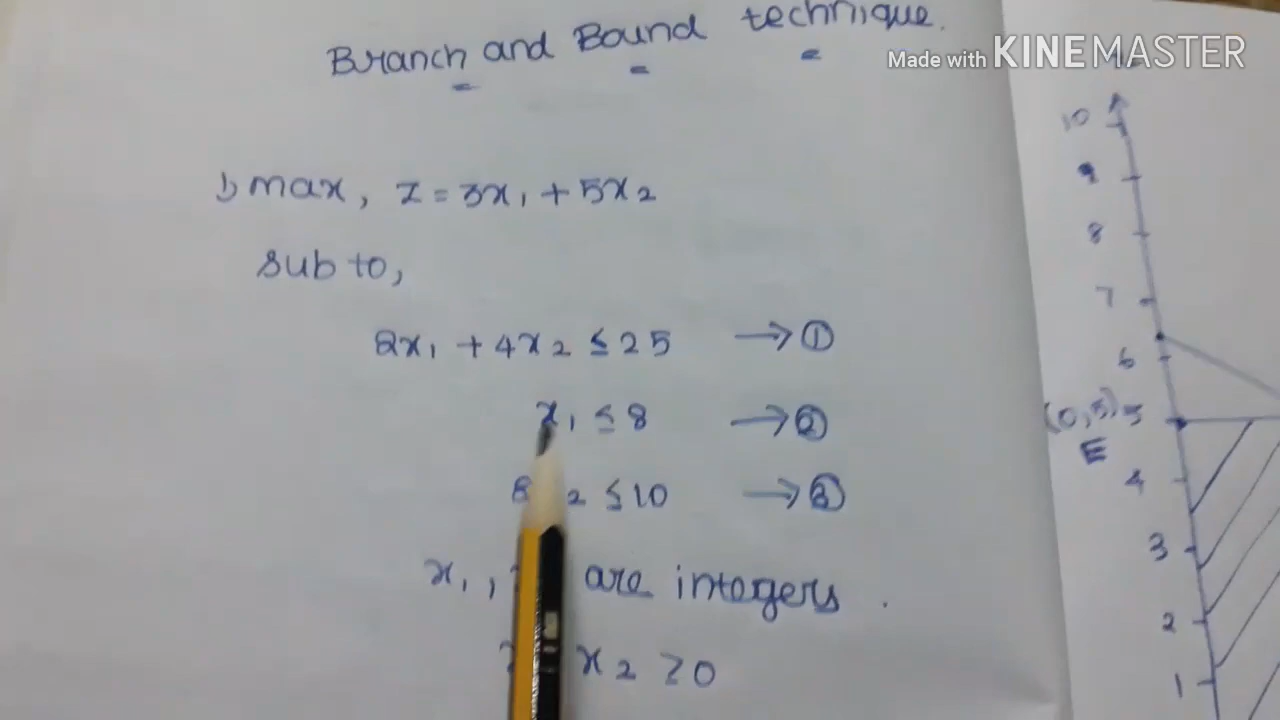 Branch and Bound technique.
Made with KINEMASTER
1) max, Z = 3x₁ + 5x₂
sub to,
2x₁ + 4x₂ ≤ 25 → ①
x₁ ≤ 8 → ②
2 ≤ 10 → ③
x₁, are integers.
x₂ ≥ 0
10
9
8
7
6
(0,5) 5
E
4
3
2
1